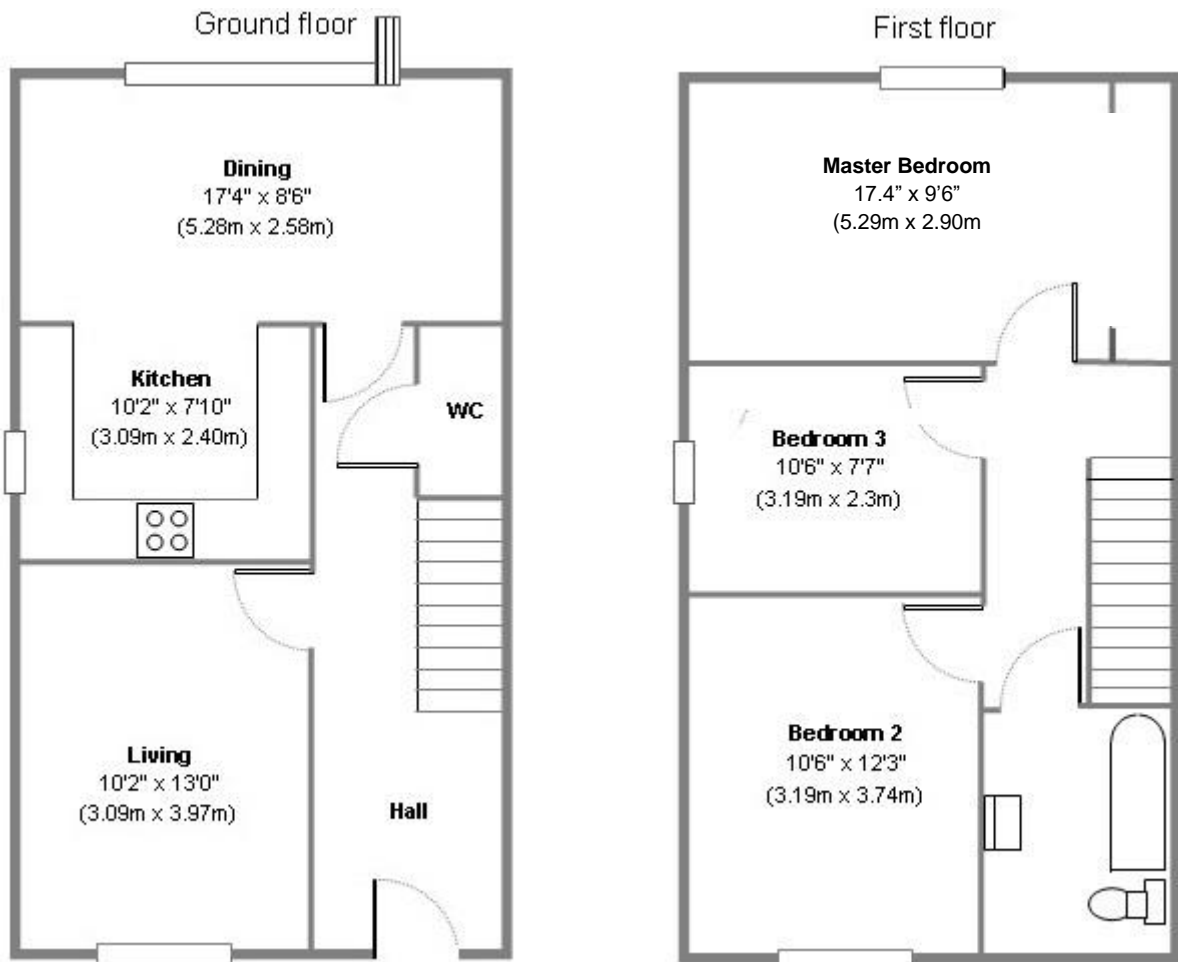 Ground floor
Dining
17'4" x 8'6"
(5.28m x 2.58m)
Kitchen
10'2" x 7'10"
(3.09m x 2.40m)
WC
Living
10'2" x 13'0"
(3.09m x 3.97m)
Hall
First floor
Master Bedroom
17.4” x 9’6”
(5.29m x 2.90m
Bedroom 3
10'6" x 7'7"
(3.19m x 2.3m)
Bedroom 2
10'6" x 12'3"
(3.19m x 3.74m)